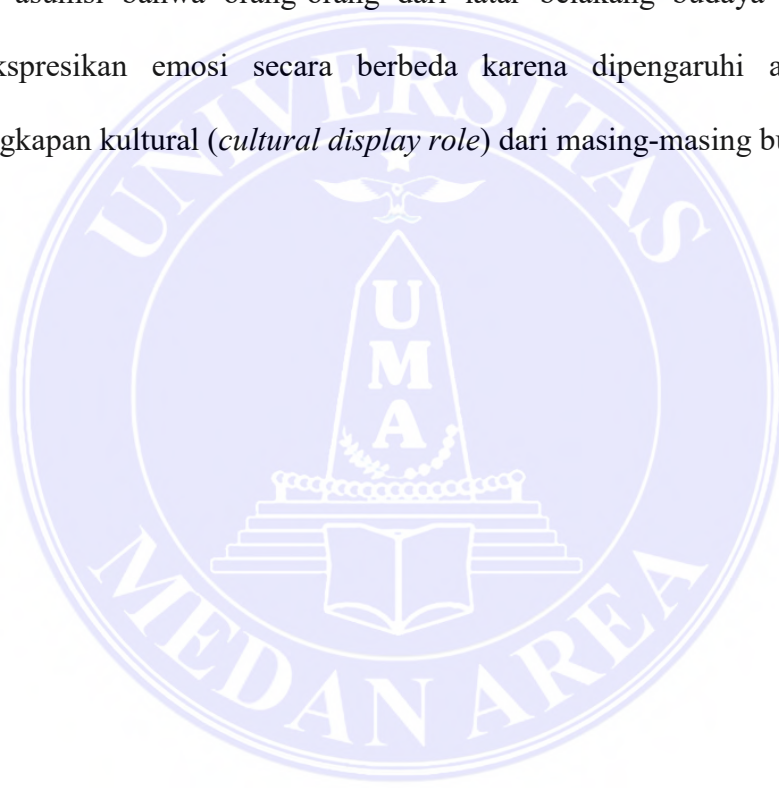 asumsi bahwa orang-orang dari latar belakang budaya
kspresikan emosi secara berbeda karena dipengaruhi a
gkapan kultural (cultural display role) dari masing-masing bu
UNIVERSITAS
UMA
MEDAN AREA